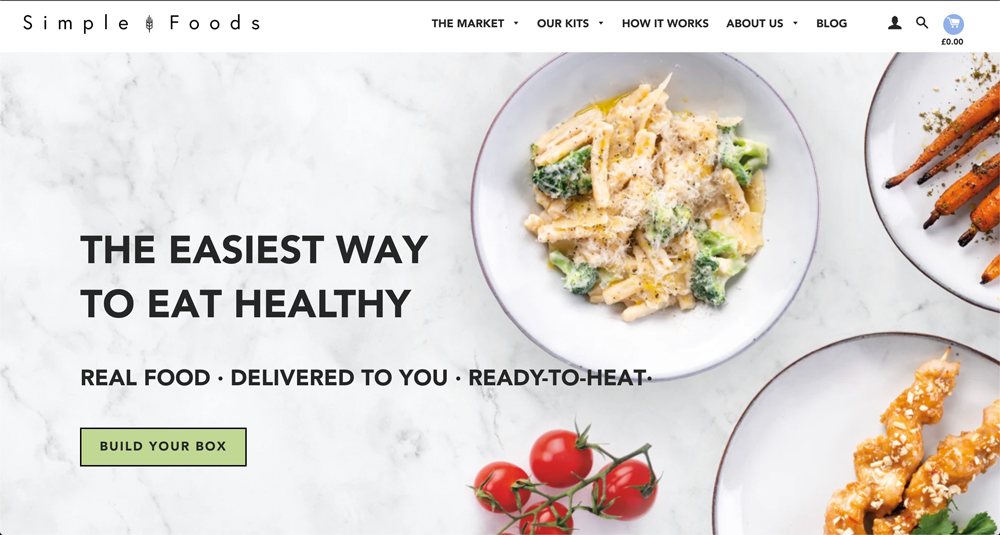 Simple Foods
THE MARKET OUR KITS HOW IT WORKS ABOUT US BLOG
£0.00
THE EASIEST WAY
TO EAT HEALTHY
REAL FOOD · DELIVERED TO YOU · READY-TO-HEAT·
BUILD YOUR BOX